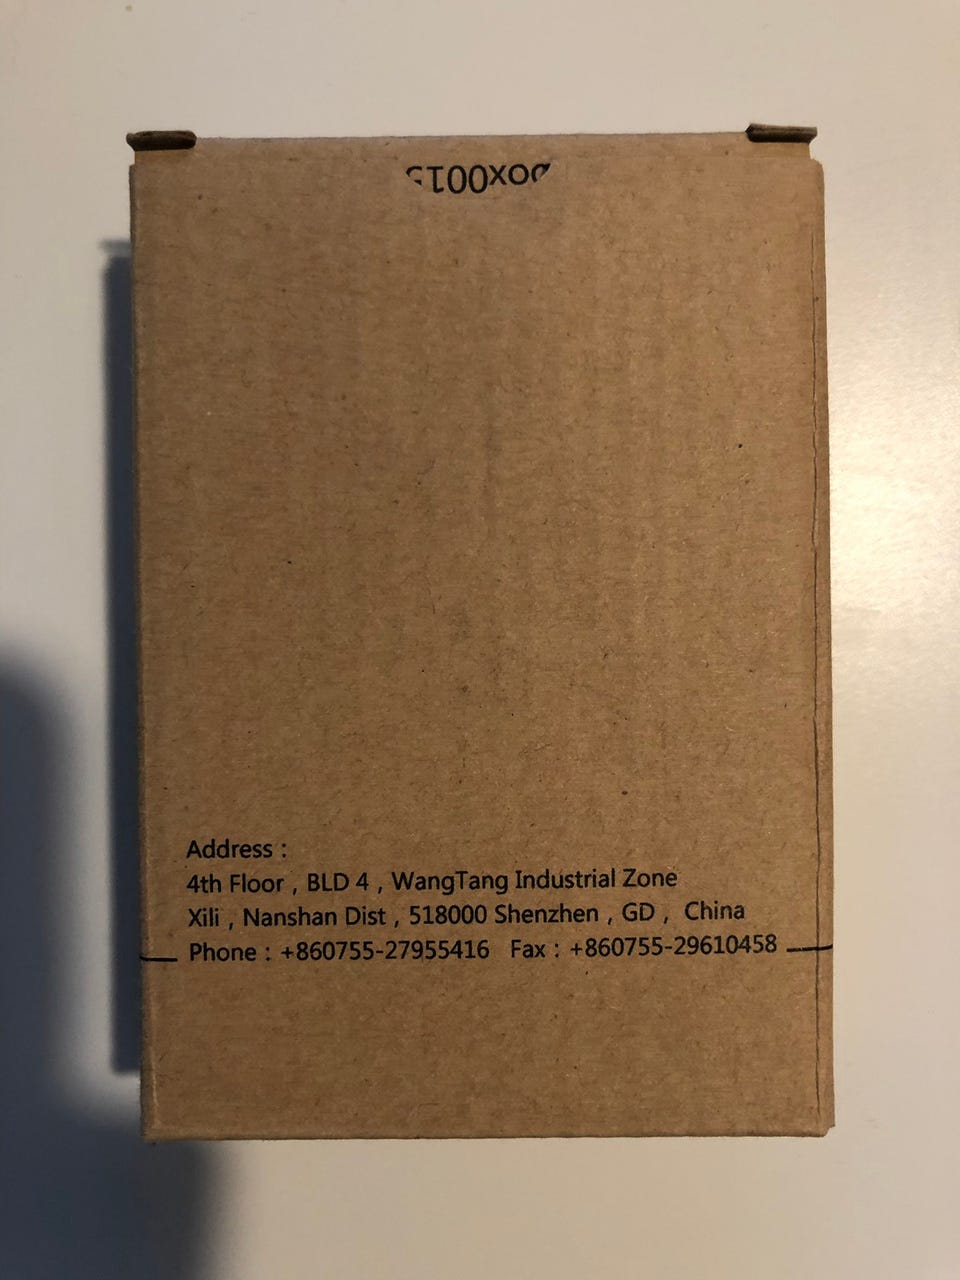 Address :
4th Floor , BLD 4 , WangTang Industrial Zone
Xili , Nanshan Dist , 518000 Shenzhen , GD , China
Phone : +860755-27955416 Fax : +860755-29610458